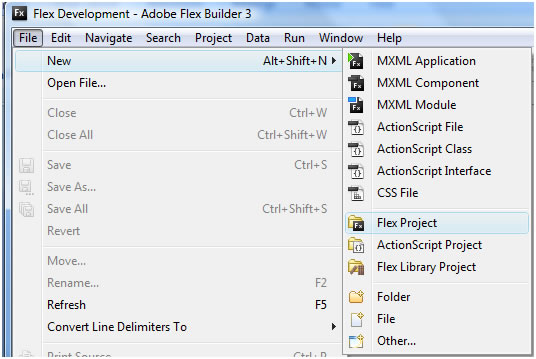 Flex Development - Adobe Flex Builder 3
File Edit Navigate Search Project Data Run Window Help
New Alt+Shift+N
Open File...
Close Ctrl+W
Close All Ctrl+Shift+W
Save Ctrl+S
Save As...
Save All Ctrl+Shift+S
Revert
Move...
Rename... F2
Refresh F5
Convert Line Delimiters To
Print Source Ctrl+P
MXML Application
MXML Component
MXML Module
ActionScript File
ActionScript Class
ActionScript Interface
CSS File
Flex Project
ActionScript Project
Flex Library Project
Folder
File
Other...